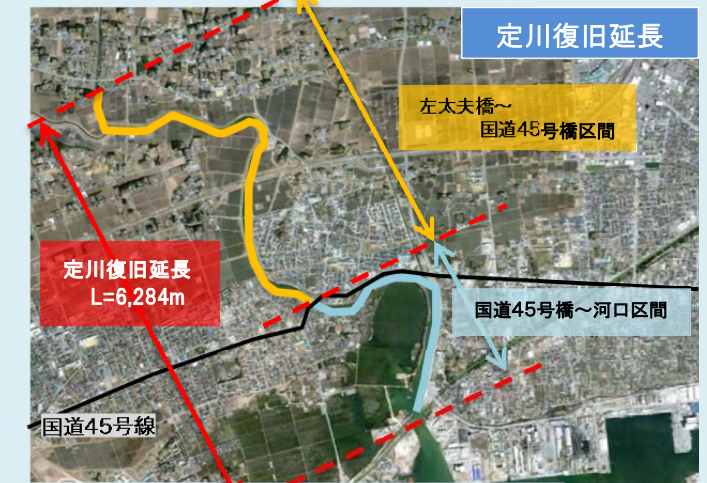 定川復旧延長
左太夫橋～
国道45号橋区間
定川復旧延長
L=6,284m
国道45号橋～河口区間
国道45号線